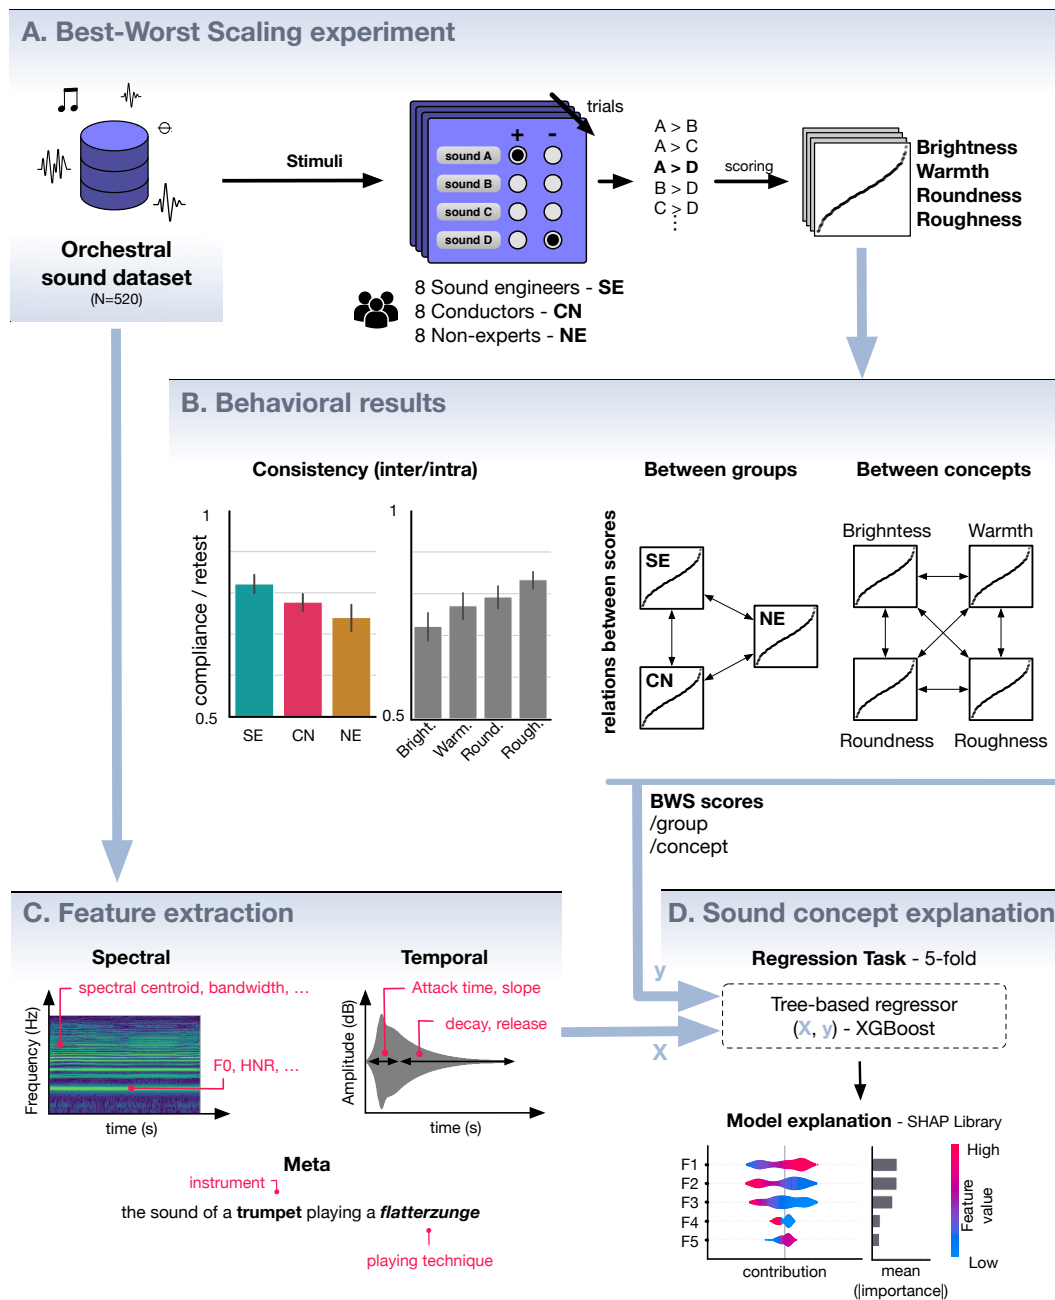 A. Best-Worst Scaling experiment
trials
+ -
sound A
sound B
sound C
sound D
Stimuli
A > B
A > C
A > D
B > D
C > D
scoring
Brightness
Warmth
Roundness
Roughness
Orchestral
sound dataset
(N=520)
8 Sound engineers - SE
8 Conductors - CN
8 Non-experts - NE
B. Behavioral results
Consistency (inter/intra)
compliance / retest
1
0.5
SE CN NE
1
0.5
Bright. Warm. Round. Rough.
Between groups
relations between scores
SE
NE
CN
Between concepts
Brighntess Warmth
Roundness Roughness
BWS scores
/group
/concept
C. Feature extraction
Spectral
Frequency (Hz)
spectral centroid, bandwidth, ...
F0, HNR, ...
time (s)
Temporal
Amplitude (dB)
Attack time, slope
decay, release
time (s)
Meta
instrument
the sound of a trumpet playing a flatterzunge
playing technique
D. Sound concept explanation
Regression Task - 5-fold
y
X
Tree-based regressor
(X, y) - XGBoost
Model explanation - SHAP Library
F1
F2
F3
F4
F5
contribution
mean
(|importance|)
High
Feature
value
Low